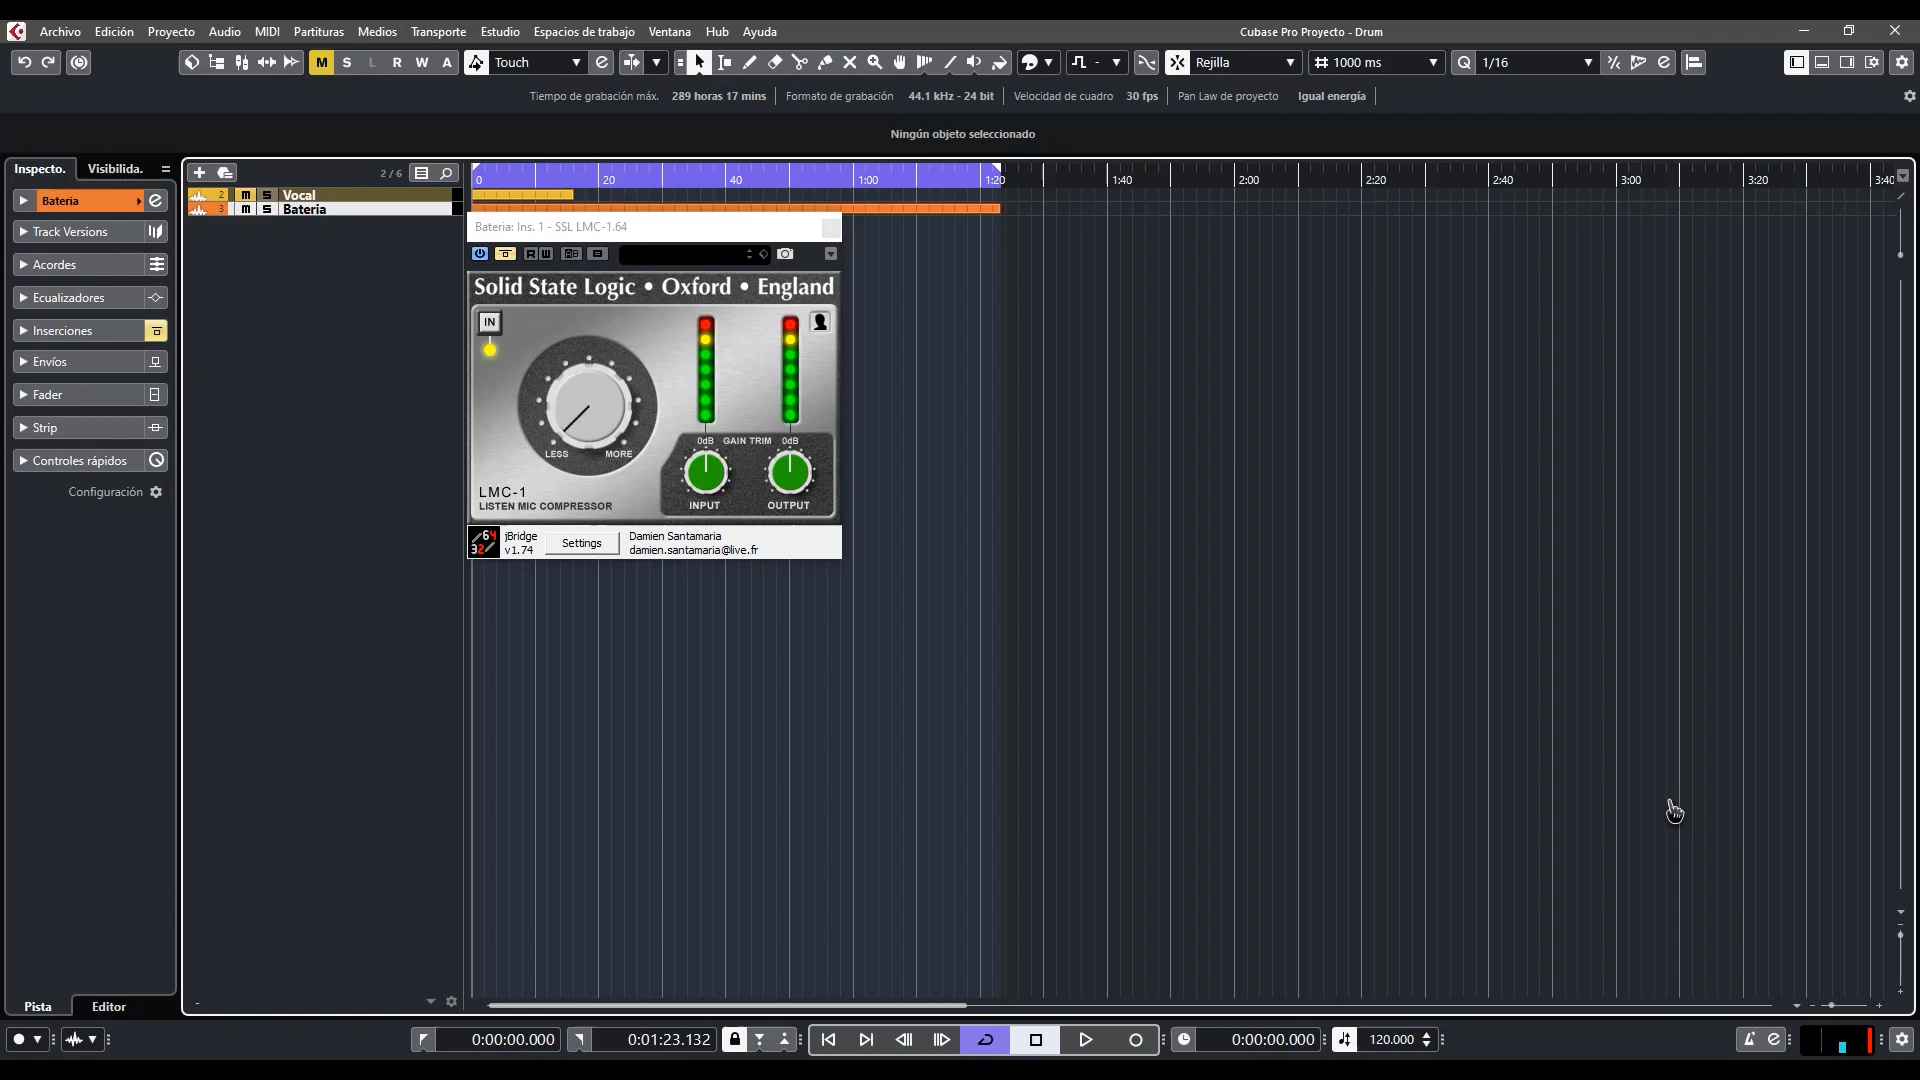 Archivo Edición Proyecto Audio MIDI Partituras Medios Transporte Estudio Espacios de trabajo Ventana Hub Ayuda Cubase Pro Proyecto - Drum
M S L R W A Touch - Rejilla 1000 ms Q 1/16
Tiempo de grabación máx. 289 horas 17 mins Formato de grabación 44.1 kHz - 24 bit Velocidad de cuadro 30 fps Pan Law de proyecto Igual energía
Ningún objeto seleccionado
Inspecto. Visibilida. 2 / 6
0 20 40 1:00 1:20 1:40 2:00 2:20 2:40 3:00 3:20 3:40
Bateria
2 m S Vocal
3 m S Bateria
Track Versions
Acordes
Ecualizadores
Inserciones
Envíos
Fader
Strip
Controles rápidos
Configuración
Bateria: Ins. 1 - SSL LMC-1.64
R W
Solid State Logic • Oxford • England
IN
LESS MORE
0dB GAIN TRIM 0dB
LMC-1
LISTEN MIC COMPRESSOR
INPUT OUTPUT
64
32
jBridge
v1.74
Settings
Damien Santamaria
damien.santamaria@live.fr
Pista Editor
0:00:00.000 0:01:23.132 0:00:00.000 120.000